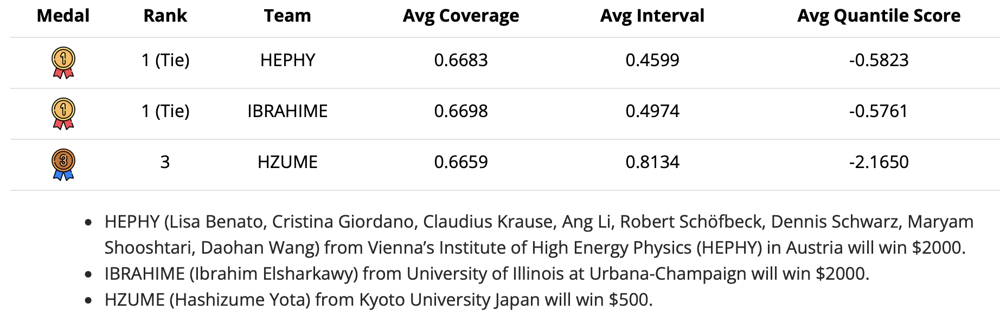 Medal Rank Team Avg Coverage Avg Interval Avg Quantile Score
1 1 (Tie) HEPHY 0.6683 0.4599 -0.5823
1 1 (Tie) IBRAHIME 0.6698 0.4974 -0.5761
3 3 HZUME 0.6659 0.8134 -2.1650
• HEPHY (Lisa Benato, Cristina Giordano, Claudius Krause, Ang Li, Robert Schöfbeck, Dennis Schwarz, Maryam
Shooshtari, Daohan Wang) from Vienna’s Institute of High Energy Physics (HEPHY) in Austria will win $2000.
• IBRAHIME (Ibrahim Elsharkawy) from University of Illinois at Urbana-Champaign will win $2000.
• HZUME (Hashizume Yota) from Kyoto University Japan will win $500.